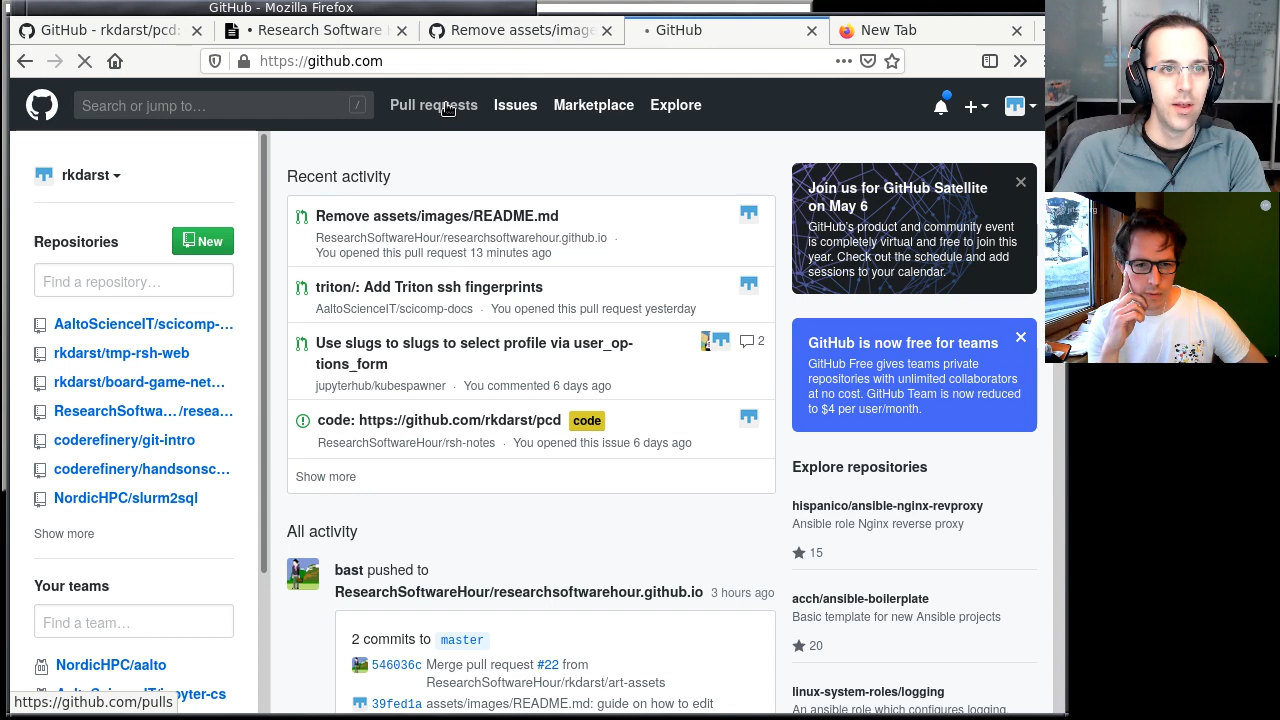 GitHub - Mozilla Firefox
GitHub - rkdarst/pcd:
• Research Software
Remove assets/image
• GitHub
New Tab
https://github.com
Search or jump to…
/
Pull requests
Issues
Marketplace
Explore
rkdarst
Repositories
New
Find a repository…
AaltoScienceIT/scicomp-…
rkdarst/tmp-rsh-web
rkdarst/board-game-net…
ResearchSoftwa…/resea…
coderefinery/git-intro
coderefinery/handsonsc…
NordicHPC/slurm2sql
Show more
Your teams
Find a team…
NordicHPC/aalto
https://github.com/pulls
Recent activity
Remove assets/images/README.md
ResearchSoftwareHour/researchsoftwarehour.github.io ·
You opened this pull request 13 minutes ago
triton/: Add Triton ssh fingerprints
AaltoScienceIT/scicomp-docs · You opened this pull request yesterday
Use slugs to slugs to select profile via user_op-
tions_form
2
jupyterhub/kubespawner · You commented 6 days ago
code: https://github.com/rkdarst/pcd code
ResearchSoftwareHour/rsh-notes · You opened this issue 6 days ago
Show more
All activity
bast pushed to
ResearchSoftwareHour/researchsoftwarehour.github.io 3 hours ago
2 commits to master
546036c Merge pull request #22 from
ResearchSoftwareHour/rkdarst/art-assets
39fed1a assets/images/README.md: guide on how to edit
Join us for GitHub Satellite
on May 6
GitHub's product and community event
is completely virtual and free to join this
year. Check out the schedule and add
sessions to your calendar.
GitHub is now free for teams
GitHub Free gives teams private
repositories with unlimited collaborators
at no cost. GitHub Team is now reduced
to $4 per user/month.
Explore repositories
hispanico/ansible-nginx-revproxy
Ansible role Nginx reverse proxy
15
acch/ansible-boilerplate
Basic template for new Ansible projects
20
linux-system-roles/logging
An ansible role which configures logging.